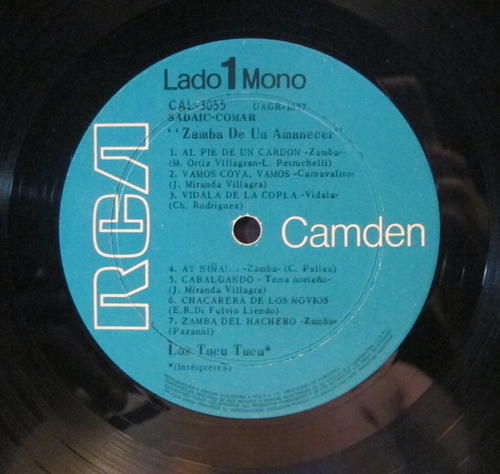 Lado 1 Mono
CAL-3055 UAGR-1037
SADAIC-COMAR
"Zamba De Un Amanecer"
1. AL PIE DE UN CARDON -Zamba-
(M. Ortiz Villagran-L. Petruchelli)
2. VAMOS COYA, VAMOS -Carnavalito-
(J. Miranda Villagra)
3. VIDALA DE LA COPLA -Vidala-
(Ch. Rodriguez)
RCA
Camden
4. AY NIÑA!... -Zamba- (C. Paliza)
5. CABALGANDO - Tema norteño-
(J. Miranda Villagra)
6. CHACARERA DE LOS NOVIOS
(E.R.Di Fulvio Liendo)
7. ZAMBA DEL HACHERO -Zamba-
(Pazanni)
Los Tucu Tucu*
*(Intérpretes)